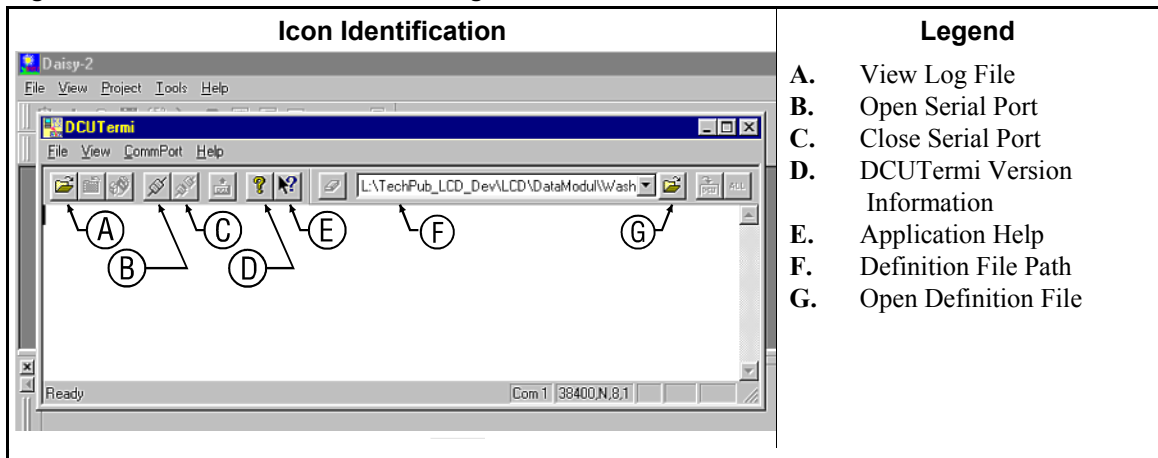 Icon Identification
Legend
Daisy-2
File View Project Tools Help
DCUTermi
File View CommPort Help
L:\TechPub_LCD_Dev\LCD\DataModul\Wash
ALL
A
B
C
D
E
F
G
Ready
Com 1 38400,N,8,1
A. View Log File
B. Open Serial Port
C. Close Serial Port
D. DCUTermi Version
Information
E. Application Help
F. Definition File Path
G. Open Definition File